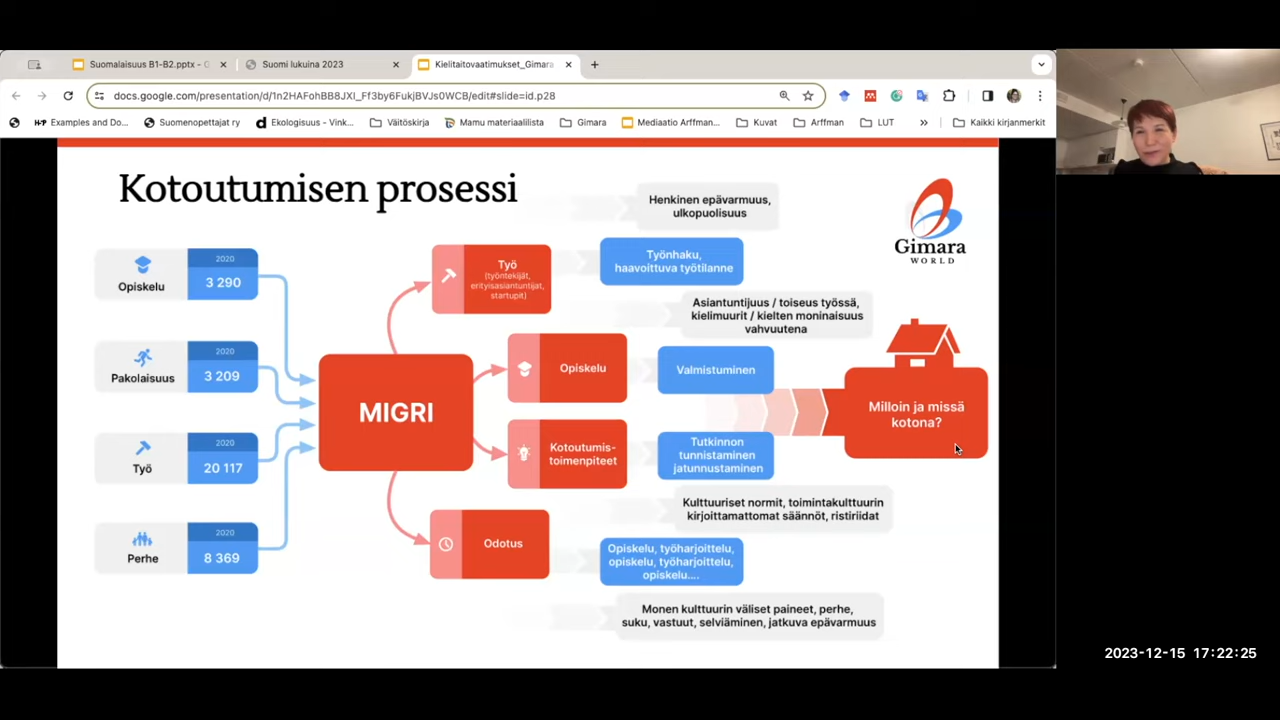 Suomalaisuus B1-B2.pptx - G
Suomi lukuina 2023
Kielitaitovaatimukset_Gimara
docs.google.com/presentation/d/1n2HAFohBB8JXI_Ff3by6FukjBVJs0WCB/edit#slide=id.p28
Examples and Do...
Suomenopettajat ry
Ekologisuus - Vink...
Väitöskirja
Mamu materiaalilista
Gimara
Mediaatio Arffman...
Kuvat
Arffman
LUT
Kaikki kirjanmerkit
Kotoutumisen prosessi
Henkinen epävarmuus,
ulkopuolisuus
Gimara
WORLD
Opiskelu
2020
3 290
Työ
(työntekijät,
erityisasiantuntijat,
startupit)
Työnhaku,
haavoittuva työtilanne
Asiantuntijuus / toiseus työssä,
kielimuurit / kielten moninaisuus
vahvuutena
Pakolaisuus
2020
3 209
Opiskelu
Valmistuminen
MIGRI
Milloin ja missä
kotona?
Työ
2020
20 117
Kotoutumis-
toimenpiteet
Tutkinnon
tunnistaminen
jatunnustaminen
Kulttuuriset normit, toimintakulttuurin
kirjoittamattomat säännöt, ristiriidat
Perhe
2020
8 369
Odotus
Opiskelu, työharjoittelu,
opiskelu, työharjoittelu,
opiskelu....
Monen kulttuurin väliset paineet, perhe,
suku, vastuut, selviäminen, jatkuva epävarmuus
2023-12-15 17:22:25